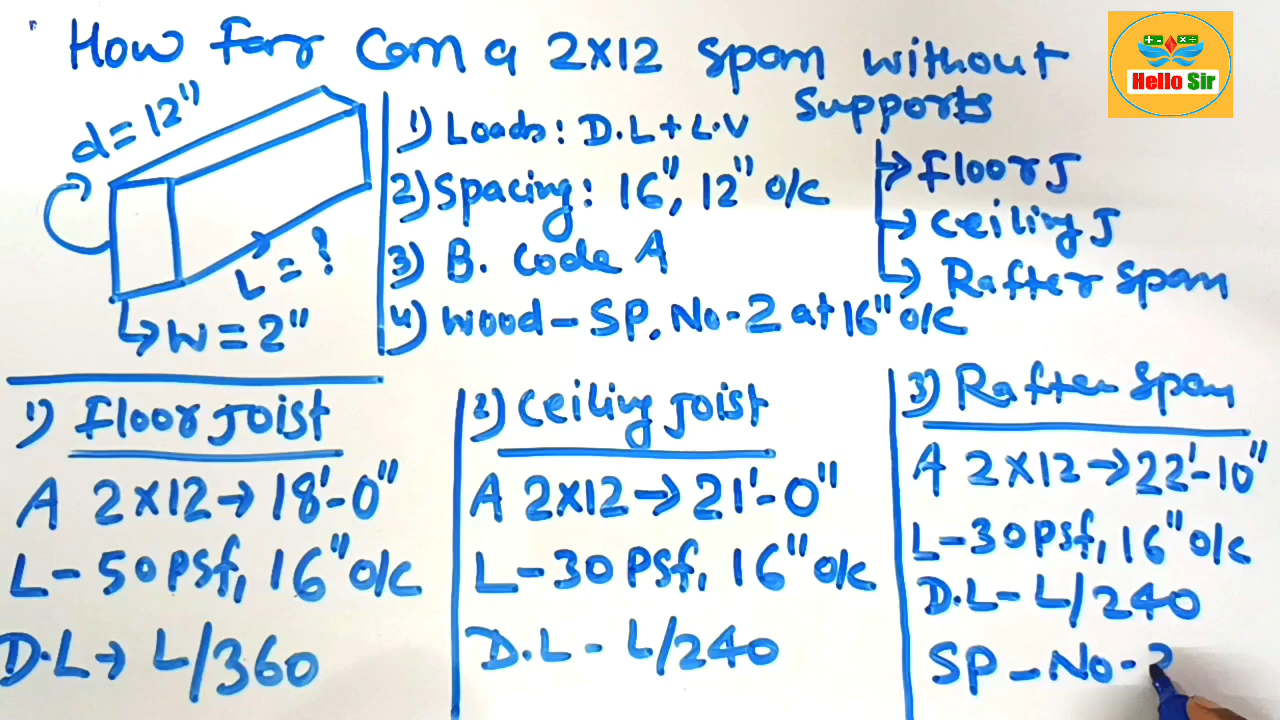 How Far Can a 2x12 Span without
Supports
Hello Sir
d = 12"
L = ?
W = 2"
1) Loads: D.L + L.V
2) Spacing: 16", 12" o/c
3) B. Code A
4) Wood - SP, No-2 at 16" o/c
→ Floor J
→ Ceiling J
→ Rafter Span
1) Floor Joist
A 2x12 → 18'-0"
L - 50 psf, 16" o/c
D.L → L/360
2) Ceiling Joist
A 2x12 → 21'-0"
L - 30 psf, 16" o/c
D.L - L/240
3) Rafter Span
A 2x12 → 22'-10"
L - 30 psf, 16" o/c
D.L - L/240
SP - No-2